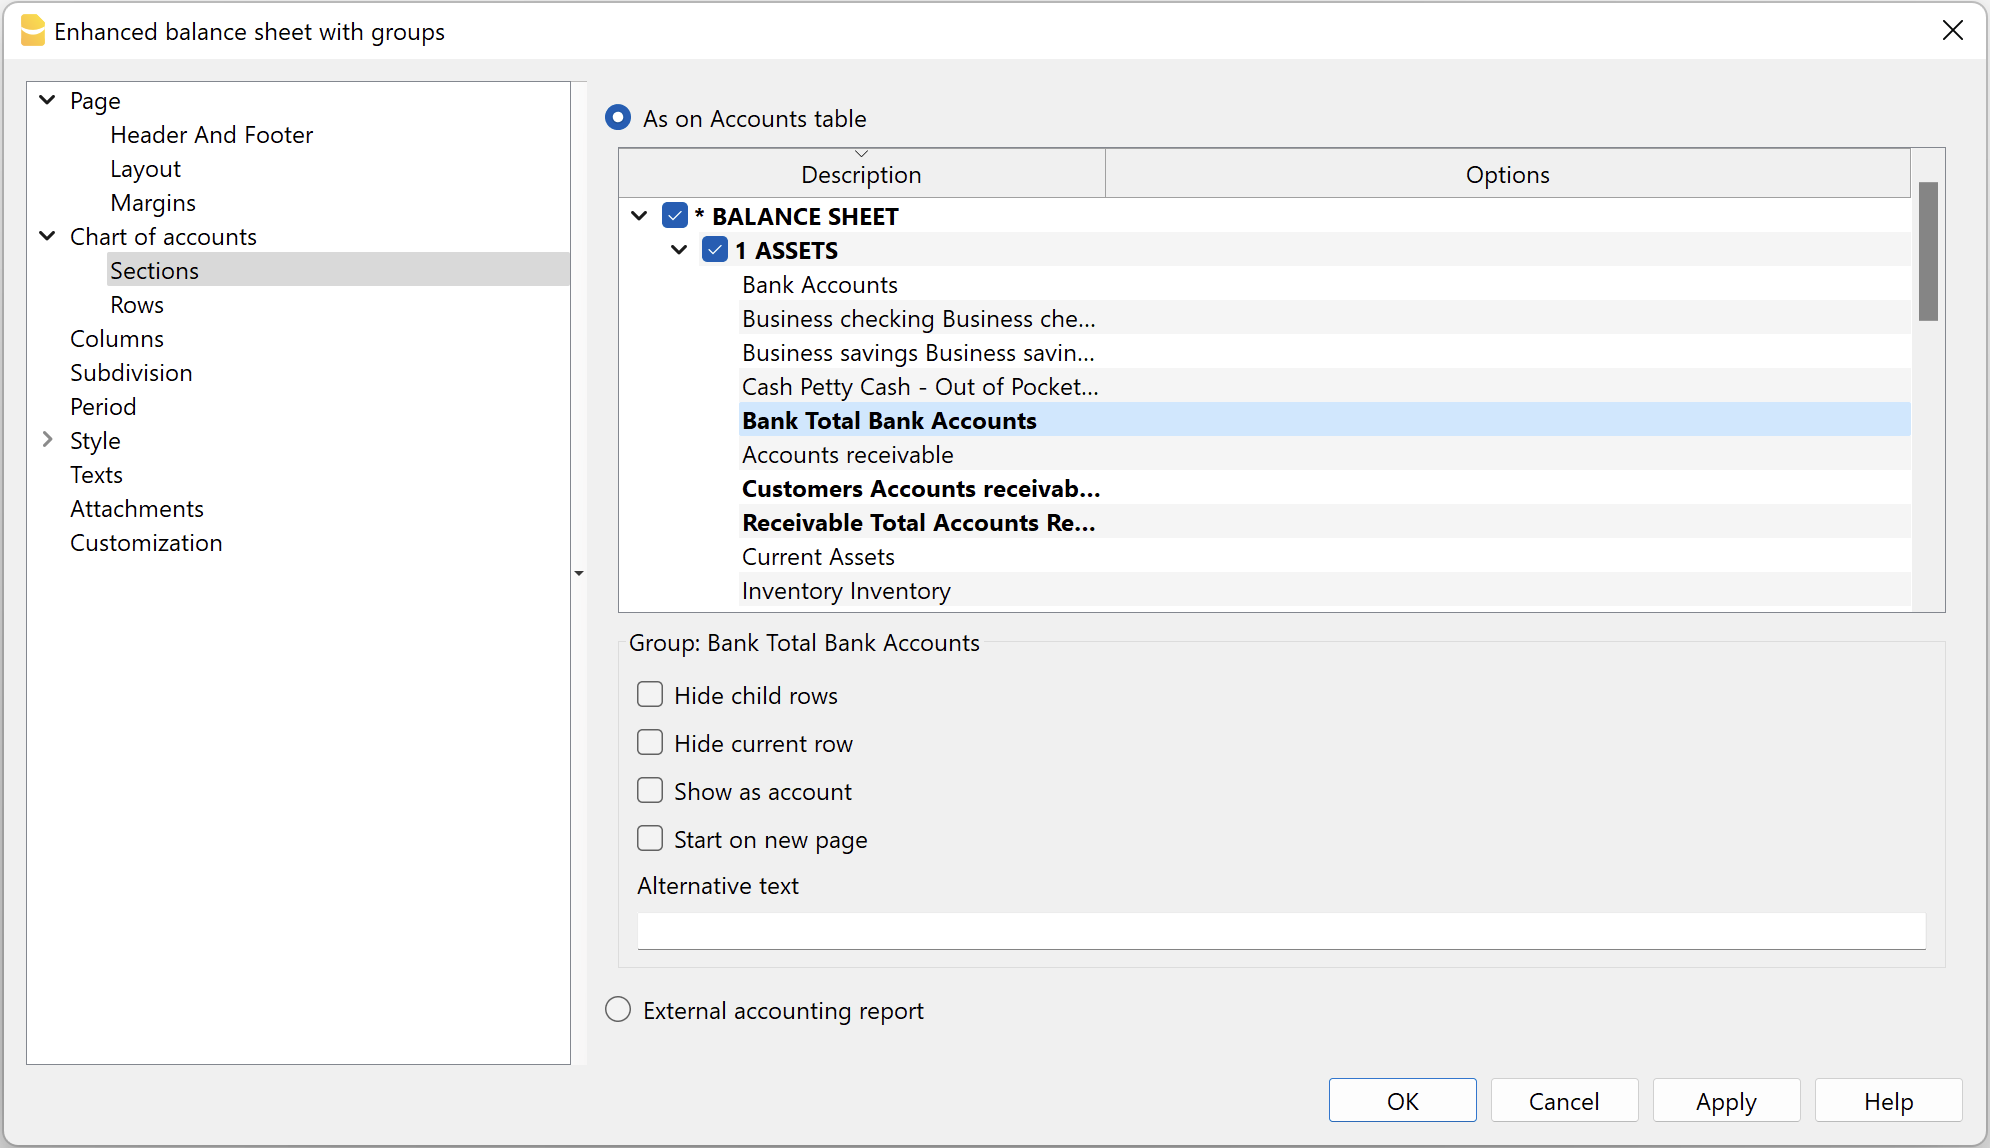 Enhanced balance sheet with groups
Page
Header And Footer
Layout
Margins
Chart of accounts
Sections
Rows
Columns
Subdivision
Period
Style
Texts
Attachments
Customization
As on Accounts table
Description Options
* BALANCE SHEET
1 ASSETS
Bank Accounts
Business checking Business che...
Business savings Business savin...
Cash Petty Cash - Out of Pocket...
Bank Total Bank Accounts
Accounts receivable
Customers Accounts receivab...
Receivable Total Accounts Re...
Current Assets
Inventory Inventory
Group: Bank Total Bank Accounts
Hide child rows
Hide current row
Show as account
Start on new page
Alternative text
External accounting report
OK Cancel Apply Help